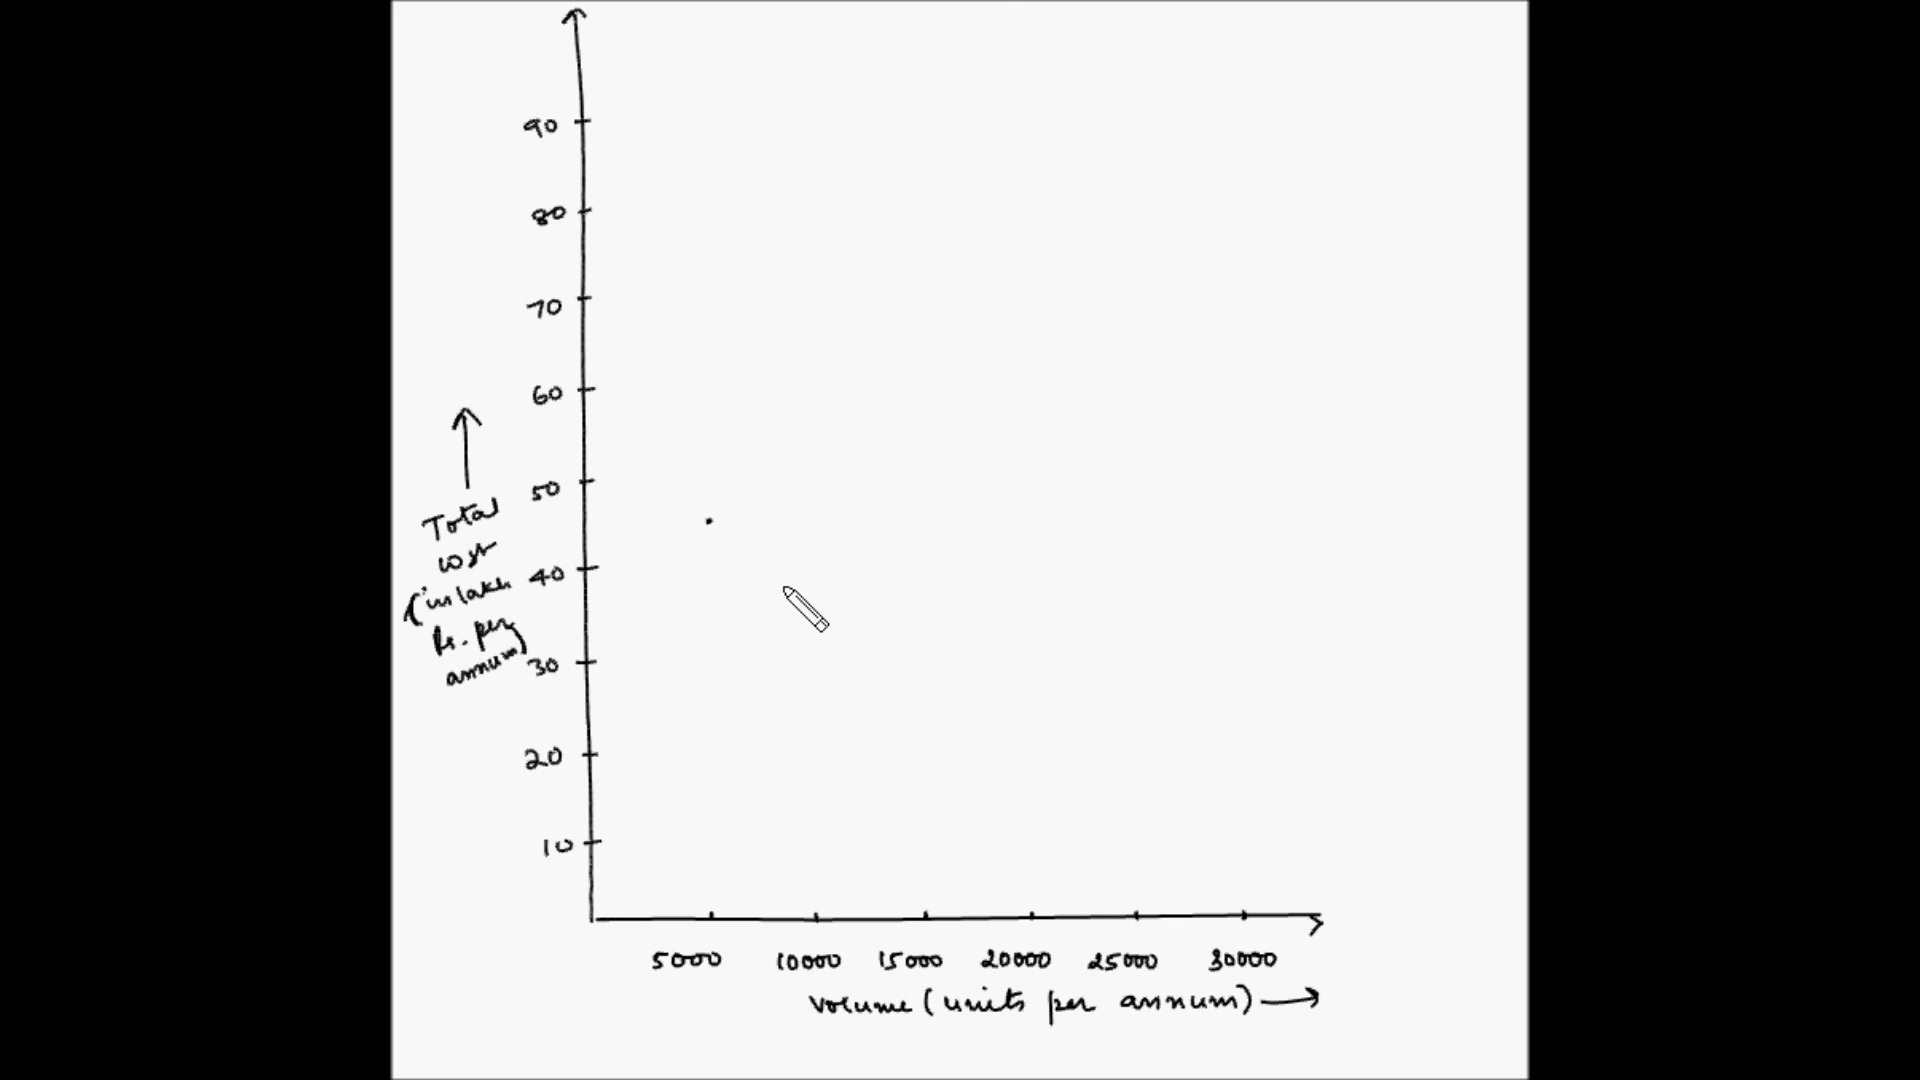 90
80
70
60
50
40
30
20
10
Total
cost
(in lakh
Rs. per
annum)
5000 10000 15000 20000 25000 30000
Volume (units per annum)